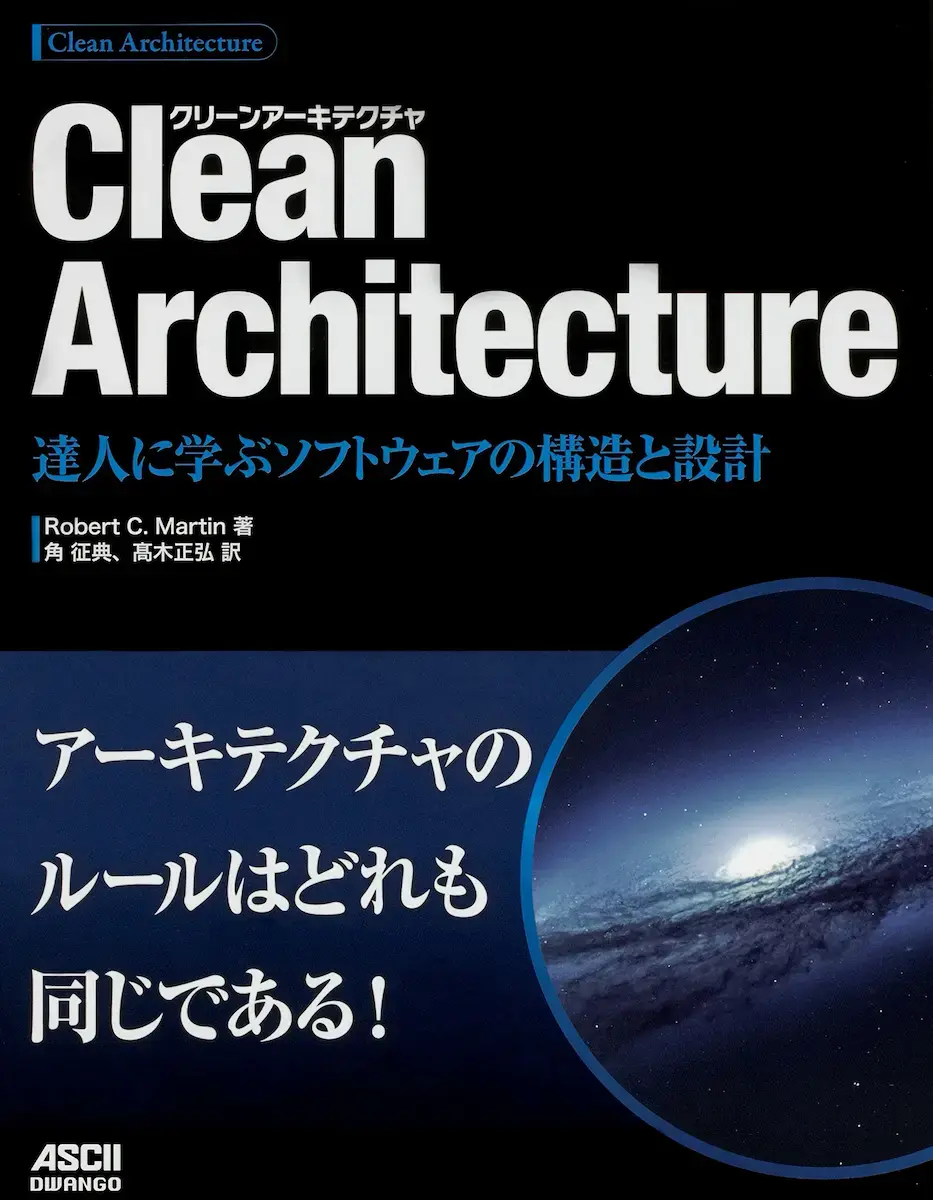 Clean Architecture
クリーンアーキテクチャ
Clean
Architecture
達人に学ぶソフトウェアの構造と設計
Robert C. Martin 著
角 征典、髙木正弘 訳
アーキテクチャの
ルールはどれも
同じである!
ASCII
DWANGO